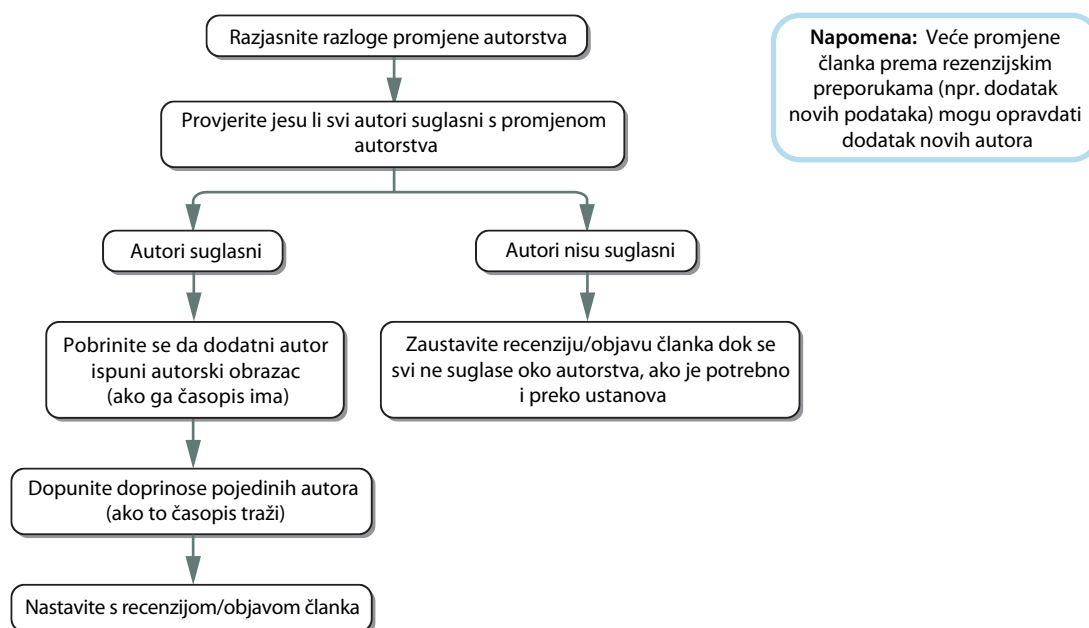 Razjasnite razloge promjene autorstva
Napomena: Veće promjene
članka prema rezenzijskim
preporukama (npr. dodatak
novih podataka) mogu opravdati
dodatak novih autora
Provjerite jesu li svi autori suglasni s promjenom
autorstva
Autori suglasni
Autori nisu suglasni
Pobrinite se da dodatni autor
ispuni autorski obrazac
(ako ga časopis ima)
Zaustavite recenziju/objavu članka dok se
svi ne suglase oko autorstva, ako je potrebno
i preko ustanova
Dopunite doprinose pojedinih autora
(ako to časopis traži)
Nastavite s recenzijom/objavom članka